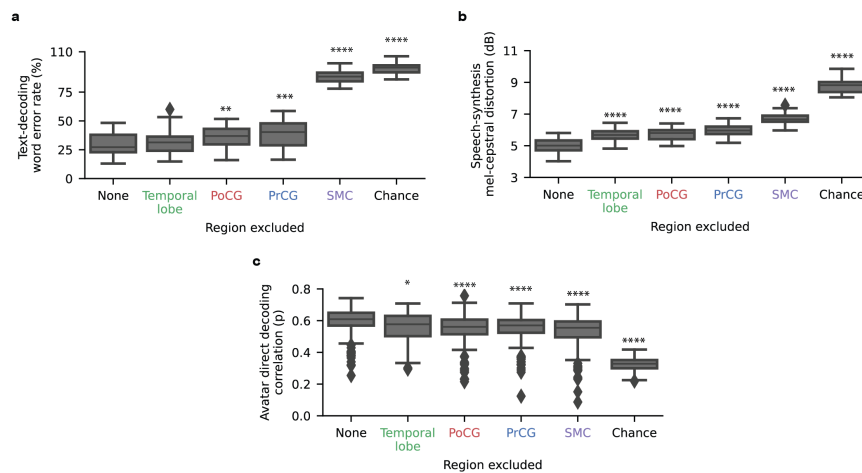 a
Text-decoding
word error rate (%)
110
75
50
25
0
** *** **** ****
None Temporal lobe PoCG PrCG SMC Chance
Region excluded
b
Speech-synthesis
mel-cepstral distortion (dB)
11
9
7
5
3
**** **** **** **** ****
None Temporal lobe PoCG PrCG SMC Chance
Region excluded
c
Avatar direct decoding
correlation (p)
0.8
0.6
0.4
0.2
0.0
* **** **** **** ****
None Temporal lobe PoCG PrCG SMC Chance
Region excluded